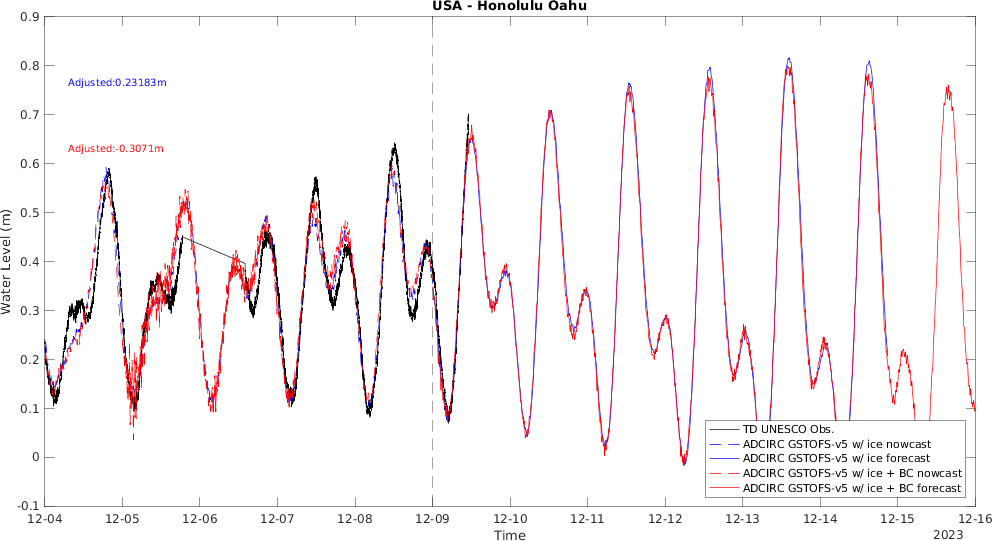 USA - Honolulu Oahu
0.9
0.8
0.7
0.6
0.5
0.4
0.3
0.2
0.1
0
-0.1
Water Level (m)
Adjusted:0.23183m
Adjusted:-0.3071m
TD UNESCO Obs.
ADCIRC GSTOFS-v5 w/ ice nowcast
ADCIRC GSTOFS-v5 w/ ice forecast
ADCIRC GSTOFS-v5 w/ ice + BC nowcast
ADCIRC GSTOFS-v5 w/ ice + BC forecast
12-04 12-05 12-06 12-07 12-08 12-09 12-10 12-11 12-12 12-13 12-14 12-15 12-16
Time
2023